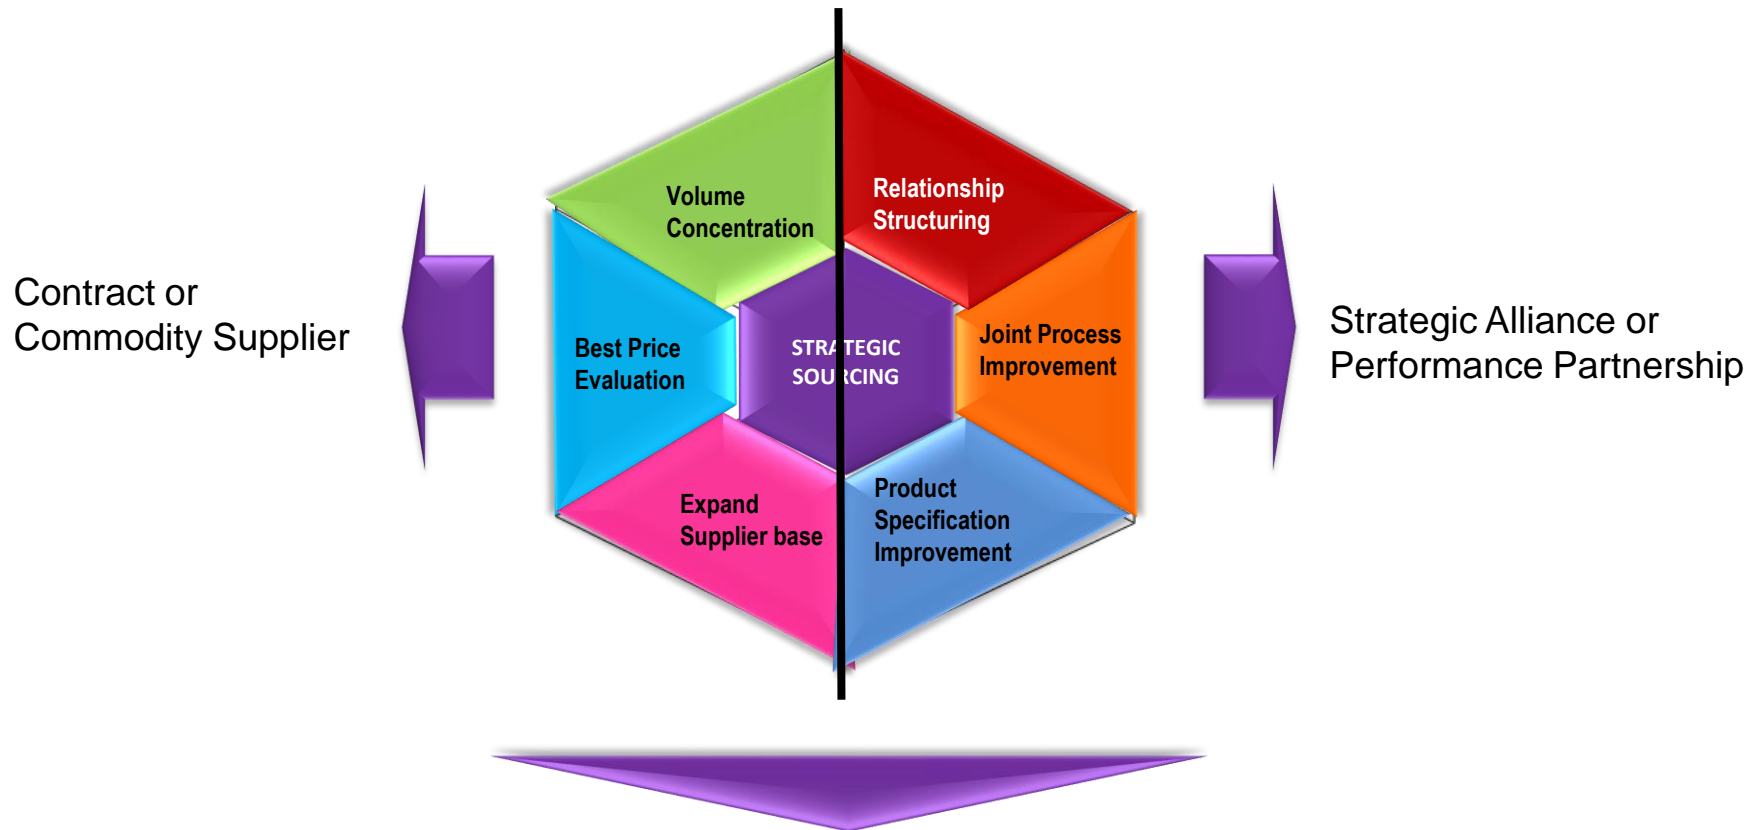 Contract or
Commodity Supplier
Volume
Concentration
Best Price
Evaluation
Expand
Supplier base
STRATEGIC
SOURCING
Relationship
Structuring
Joint Process
Improvement
Product
Specification
Improvement
Strategic Alliance or
Performance Partnership